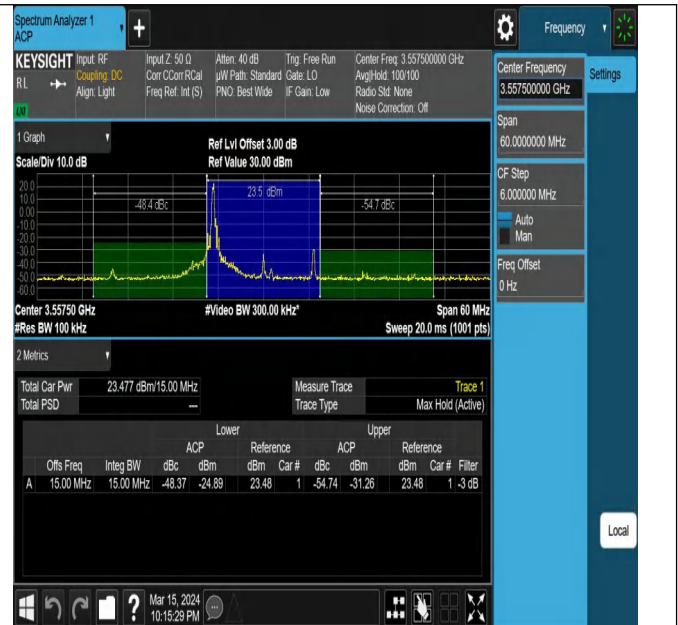 Spectrum Analyzer 1
ACP
Frequency
KEYSIGHT
RL
LXI
Input: RF
Coupling: DC
Align: Light
Input Z: 50 Ω
Corr CCorr RCal
Freq Ref: Int (S)
Atten: 40 dB
µW Path: Standard
PNO: Best Wide
Trig: Free Run
Gate: LO
IF Gain: Low
Center Freq: 3.557500000 GHz
Avg|Hold: 100/100
Radio Std: None
Noise Correction: Off
Center Frequency
3.557500000 GHz
Settings
Span
60.0000000 MHz
CF Step
6.000000 MHz
Auto
Man
Freq Offset
0 Hz
1 Graph
Scale/Div 10.0 dB
Ref Lvl Offset 3.00 dB
Ref Value 30.00 dBm
20.0
10.0
0.00
-10.0
-20.0
-30.0
-40.0
-50.0
-60.0
-48.4 dBc
23.5 dBm
-54.7 dBc
Center 3.55750 GHz
#Video BW 300.00 kHz*
Span 60 MHz
#Res BW 100 kHz
Sweep 20.0 ms (1001 pts)
2 Metrics
Total Car Pwr 23.477 dBm/15.00 MHz
Total PSD ---
Measure Trace Trace 1
Trace Type Max Hold (Active)
Lower Upper
ACP Reference ACP Reference
Offs Freq Integ BW dBc dBm dBm Car # dBc dBm dBm Car # Filter
A 15.00 MHz 15.00 MHz -48.37 -24.89 23.48 1 -54.74 -31.26 23.48 1 -3 dB
Local
?
Mar 15, 2024
10:15:29 PM